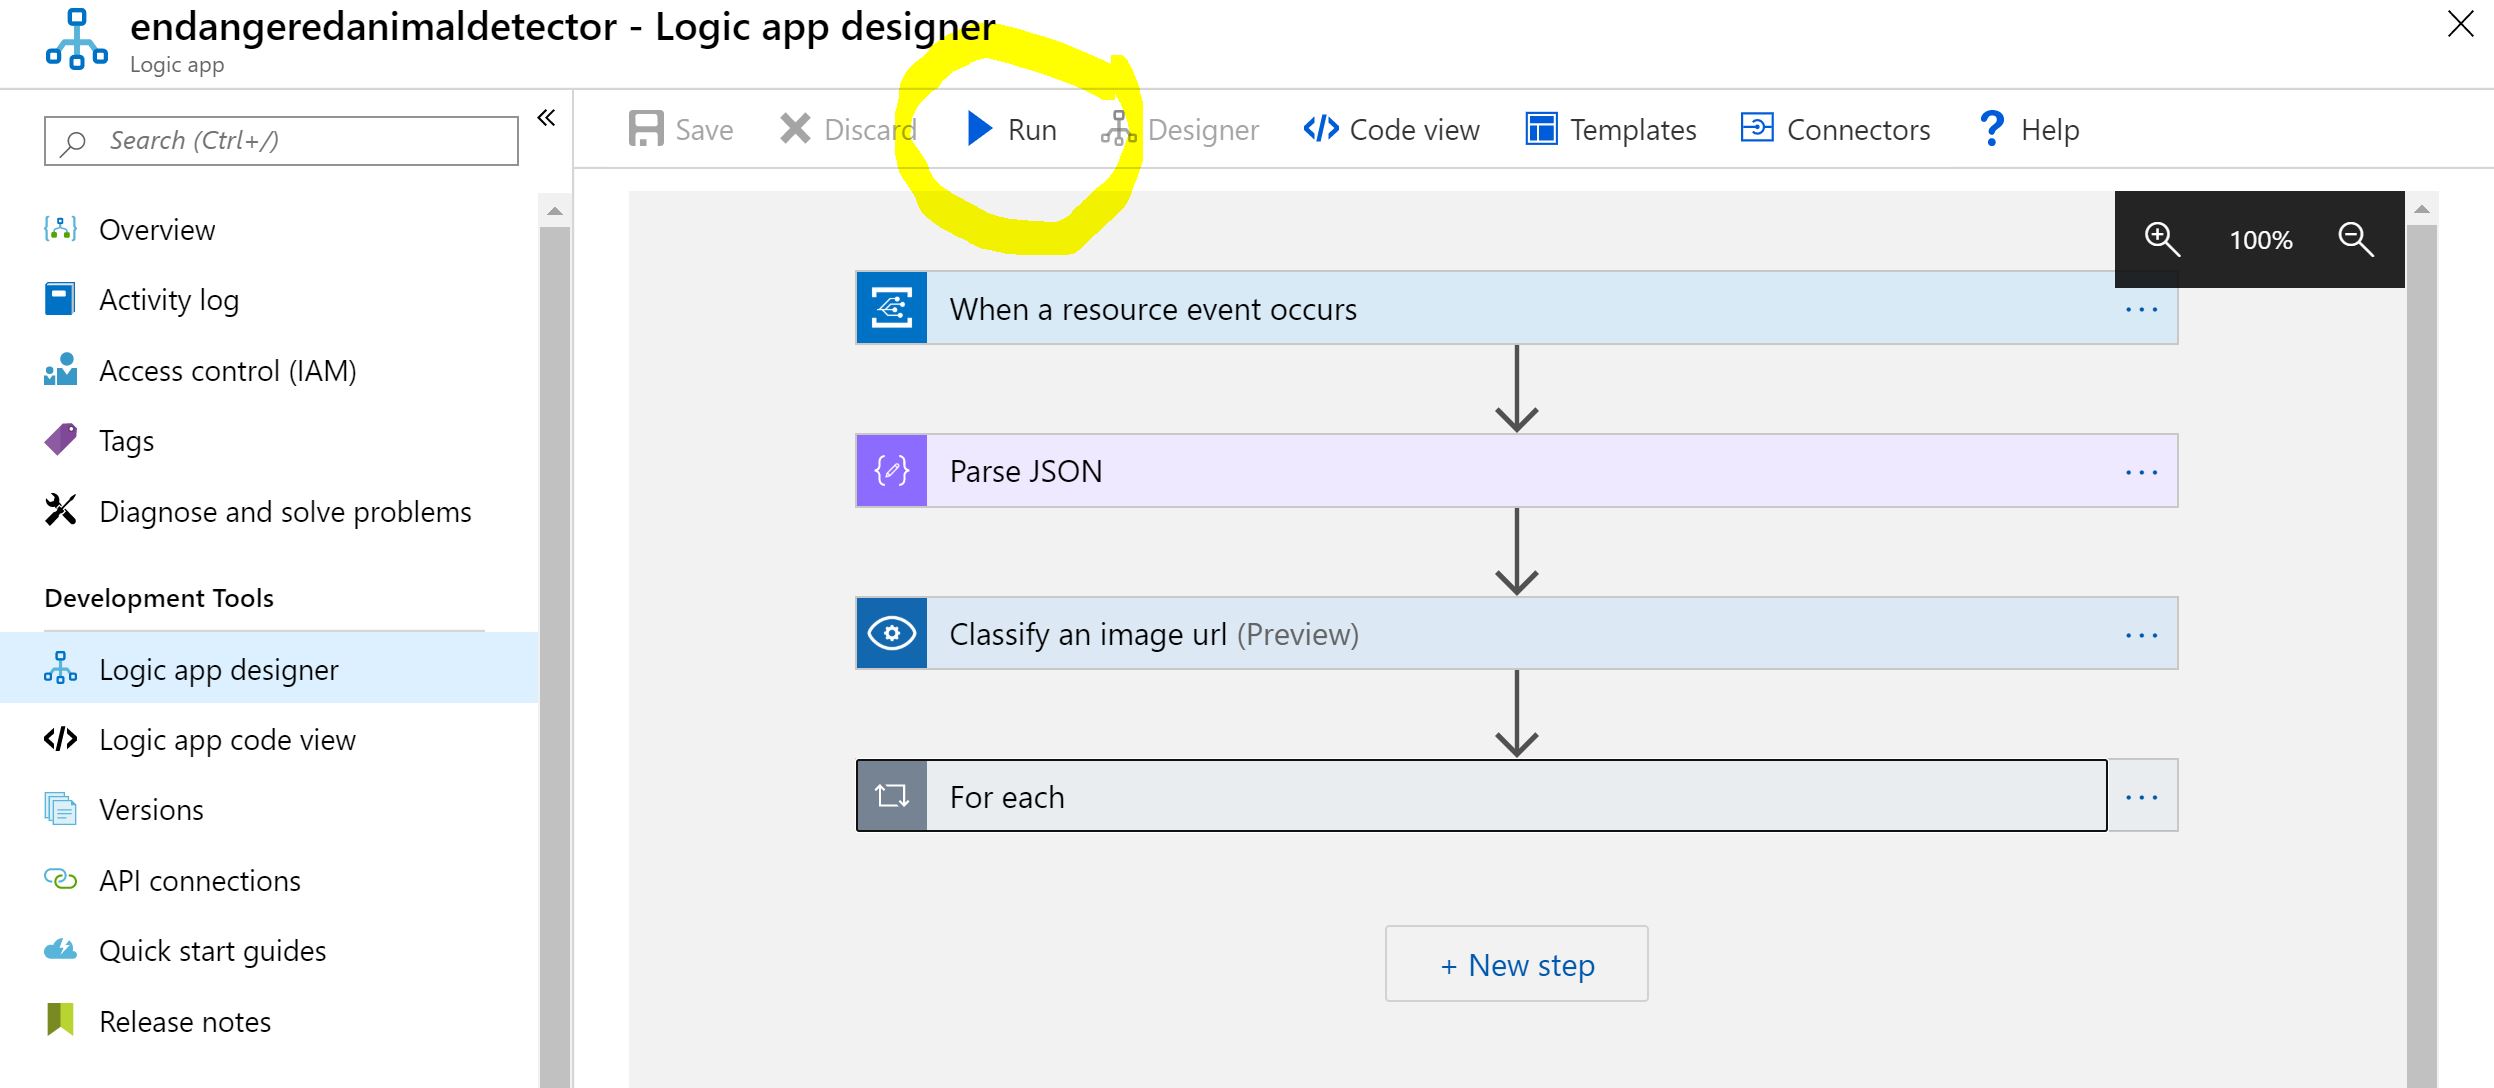 endangeredanimaldetector - Logic app designer
Logic app
Search (Ctrl+/)
Overview
Activity log
Access control (IAM)
Tags
Diagnose and solve problems
Development Tools
Logic app designer
Logic app code view
Versions
API connections
Quick start guides
Release notes
Save Discard Run Designer Code view Templates Connectors ? Help
100%
When a resource event occurs ...
Parse JSON ...
Classify an image url (Preview) ...
For each ...
+ New step